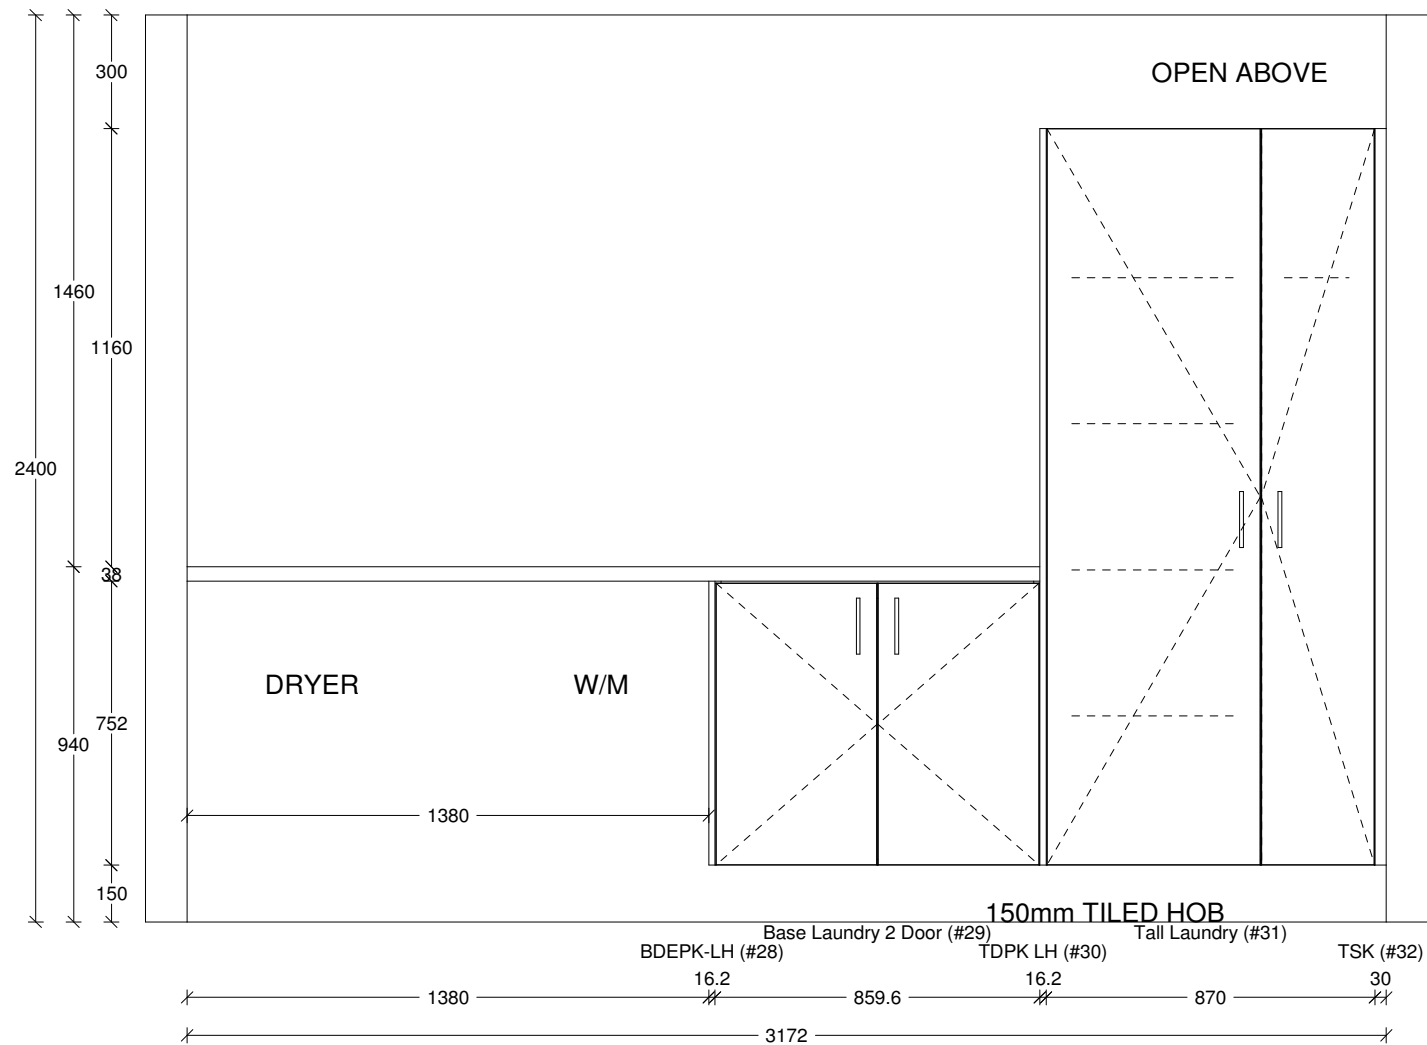 300
OPEN ABOVE
1460
1160
2400
38
DRYER
W/M
752
940
1380
150
150mm TILED HOB
Base Laundry 2 Door (#29)
Tall Laundry (#31)
BDEPK-LH (#28)
TDPK LH (#30)
TSK (#32)
16.2
16.2
30
1380
859.6
870
3172